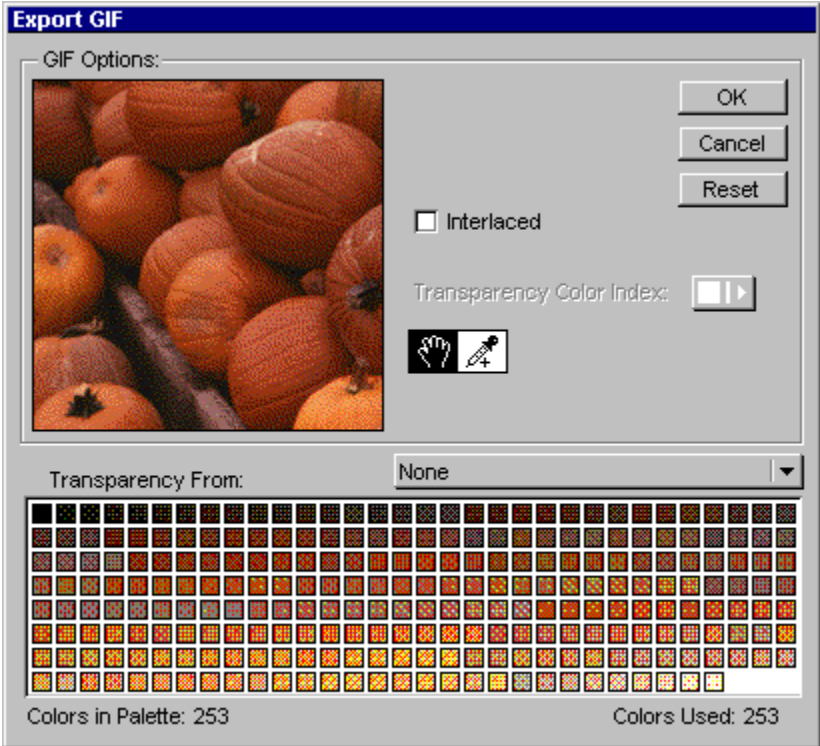 Export GIF
GIF Options:
OK
Cancel
Reset
Interlaced
Transparency Color Index:
Transparency From:
None
Colors in Palette: 253
Colors Used: 253